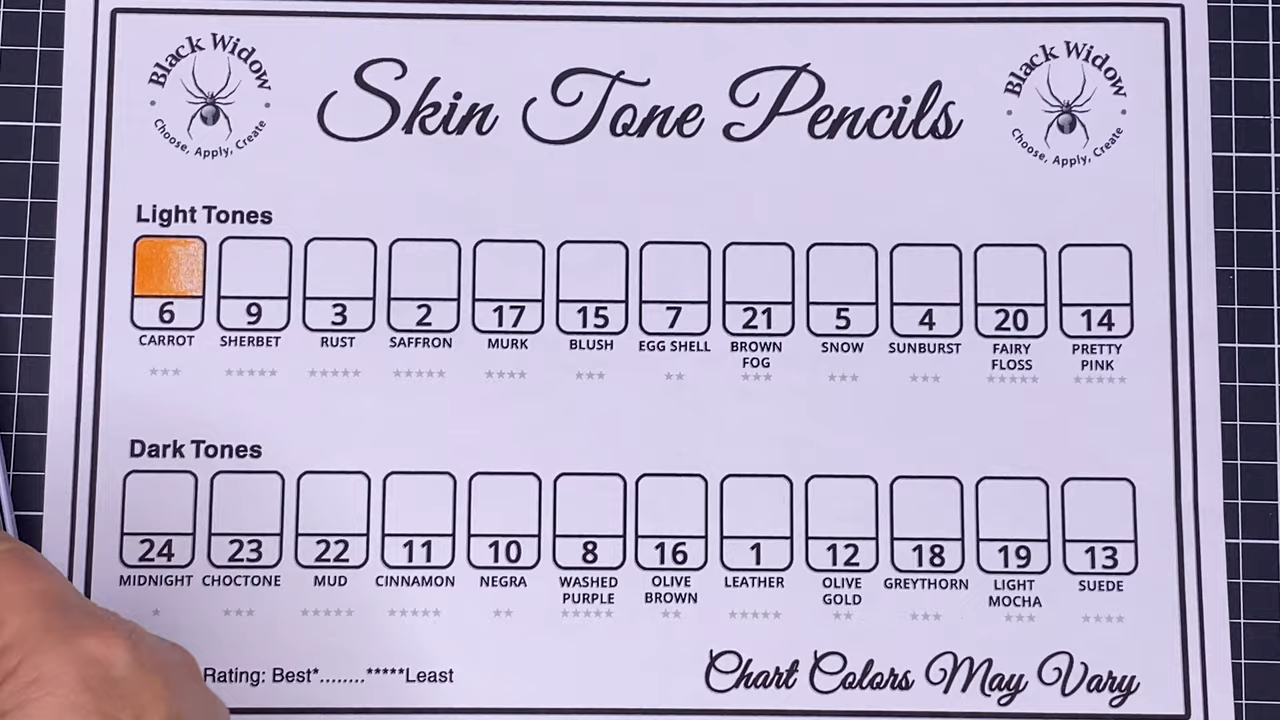 Black Widow
Choose, Apply, Create
Skin Tone Pencils
Black Widow
Choose, Apply, Create
Light Tones
6 9 3 2 17 15 7 21 5 4 20 14
CARROT SHERBET RUST SAFFRON MURK BLUSH EGG SHELL BROWN FOG SNOW SUNBURST FAIRY FLOSS PRETTY PINK
*** ***** ***** ***** **** *** ** *** *** *** ***** *****
Dark Tones
24 23 22 11 10 8 16 1 12 18 19 13
MIDNIGHT CHOCTONE MUD CINNAMON NEGRA WASHED PURPLE OLIVE BROWN LEATHER OLIVE GOLD GREYTHORN LIGHT MOCHA SUEDE
* *** ***** ***** ** ***** ** ***** ** *** *** ****
Rating: Best*........*****Least
Chart Colors May Vary